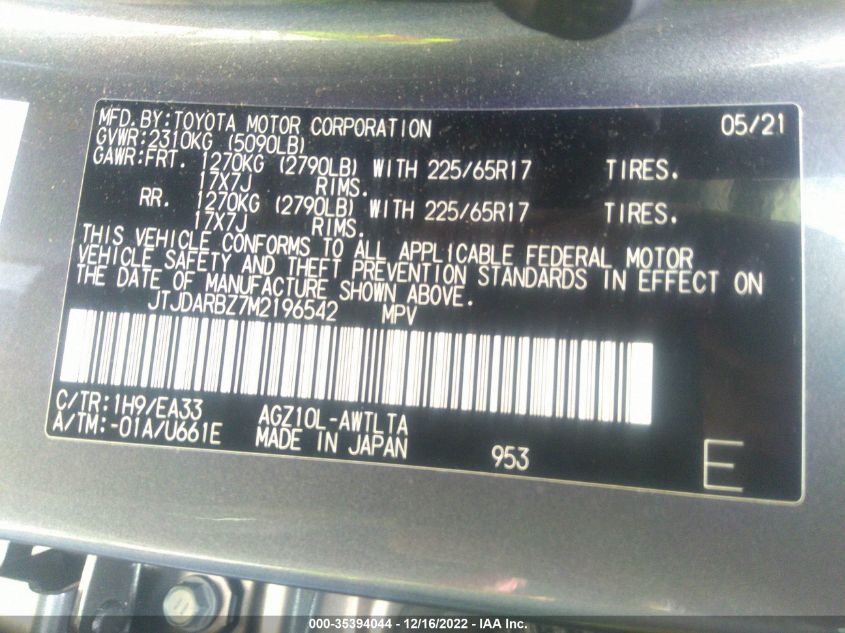 MFD.BY:TOYOTA MOTOR CORPORATION 05/21
GVWR:2310KG (5090LB)
GAWR:FRT. 1270KG (2790LB) WITH 225/65R17 TIRES.
17X7J RIMS.
RR. 1270KG (2790LB) WITH 225/65R17 TIRES.
17X7J RIMS.
THIS VEHICLE CONFORMS TO ALL APPLICABLE FEDERAL MOTOR
VEHICLE SAFETY AND THEFT PREVENTION STANDARDS IN EFFECT ON
THE DATE OF MANUFACTURE SHOWN ABOVE.
JTJDARBZ7M2196542 MPV
C/TR:1H9/EA33 AGZ10L-AWTLTA
A/TM:-01A/U661E MADE IN JAPAN 953 E
000-35394044 - 12/16/2022 - IAA Inc.